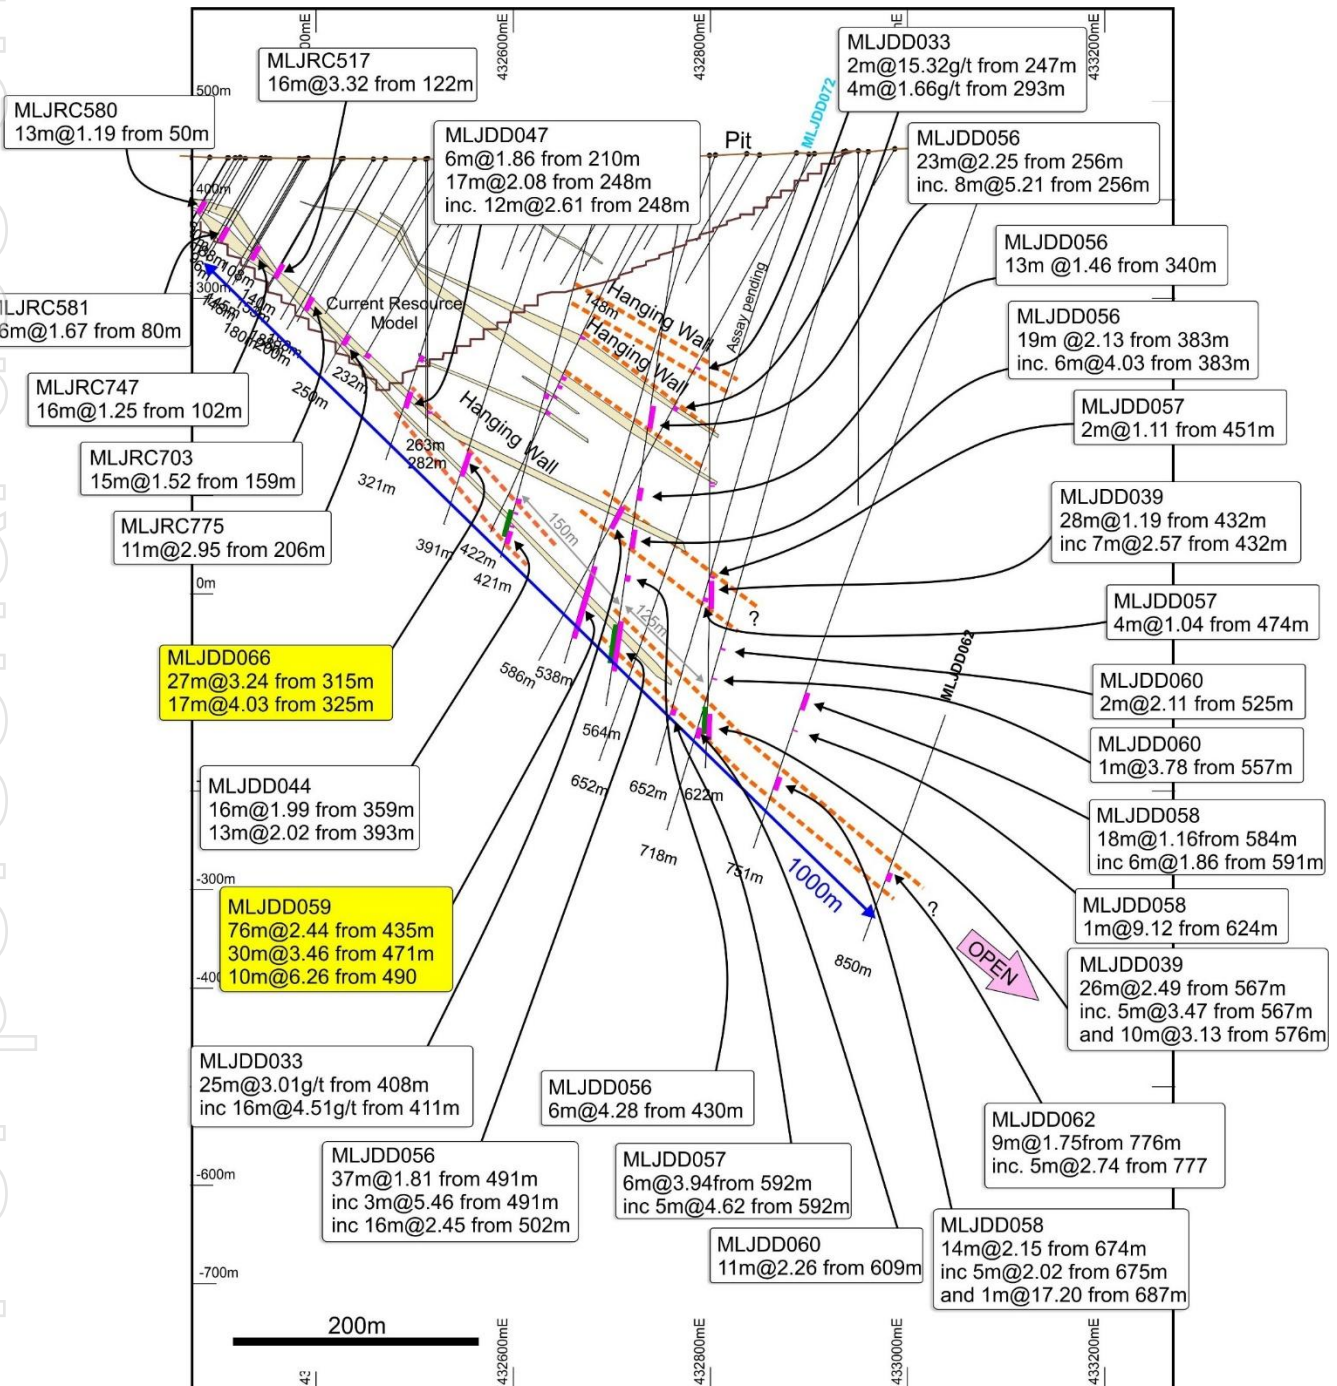 432600mE
432800mE
433200mE
MLJRC517
16m@3.32 from 122m
MLJDD033
2m@15.32g/t from 247m
4m@1.66g/t from 293m
500m
MLJRC580
13m@1.19 from 50m
MLJDD072
Pit
MLJDD047
6m@1.86 from 210m
17m@2.08 from 248m
inc. 12m@2.61 from 248m
MLJDD056
23m@2.25 from 256m
inc. 8m@5.21 from 256m
400m
MLJDD056
13m @1.46 from 340m
108m
140m
300m
148m
180m
200m
Current Resource
Model
Hanging Wall
148m
Hanging Wall
Assay pending
MLJRC581
6m@1.67 from 80m
MLJDD056
19m @2.13 from 383m
inc. 6m@4.03 from 383m
MLJRC747
16m@1.25 from 102m
232m
250m
Hanging Wall
MLJDD057
2m@1.11 from 451m
263m
282m
321m
MLJRC703
15m@1.52 from 159m
MLJDD039
28m@1.19 from 432m
inc 7m@2.57 from 432m
MLJRC775
11m@2.95 from 206m
150m
391m
422m
421m
0m
125m
?
MLJDD057
4m@1.04 from 474m
MLJDD066
27m@3.24 from 315m
17m@4.03 from 325m
586m
538m
MLJDD062
MLJDD060
2m@2.11 from 525m
564m
MLJDD060
1m@3.78 from 557m
MLJDD044
16m@1.99 from 359m
13m@2.02 from 393m
652m
652m
622m
MLJDD058
18m@1.16from 584m
inc 6m@1.86 from 591m
718m
751m
1000m
-300m
MLJDD059
76m@2.44 from 435m
30m@3.46 from 471m
10m@6.26 from 490
?
MLJDD058
1m@9.12 from 624m
850m
OPEN
-400
MLJDD039
26m@2.49 from 567m
inc. 5m@3.47 from 567m
and 10m@3.13 from 576m
MLJDD033
25m@3.01g/t from 408m
inc 16m@4.51g/t from 411m
MLJDD056
6m@4.28 from 430m
MLJDD062
9m@1.75from 776m
inc. 5m@2.74 from 777
MLJDD056
37m@1.81 from 491m
inc 3m@5.46 from 491m
inc 16m@2.45 from 502m
MLJDD057
6m@3.94from 592m
inc 5m@4.62 from 592m
-600m
MLJDD060
11m@2.26 from 609m
MLJDD058
14m@2.15 from 674m
inc 5m@2.02 from 675m
and 1m@17.20 from 687m
-700m
200m
432600mE
432800mE
433000mE
433200mE